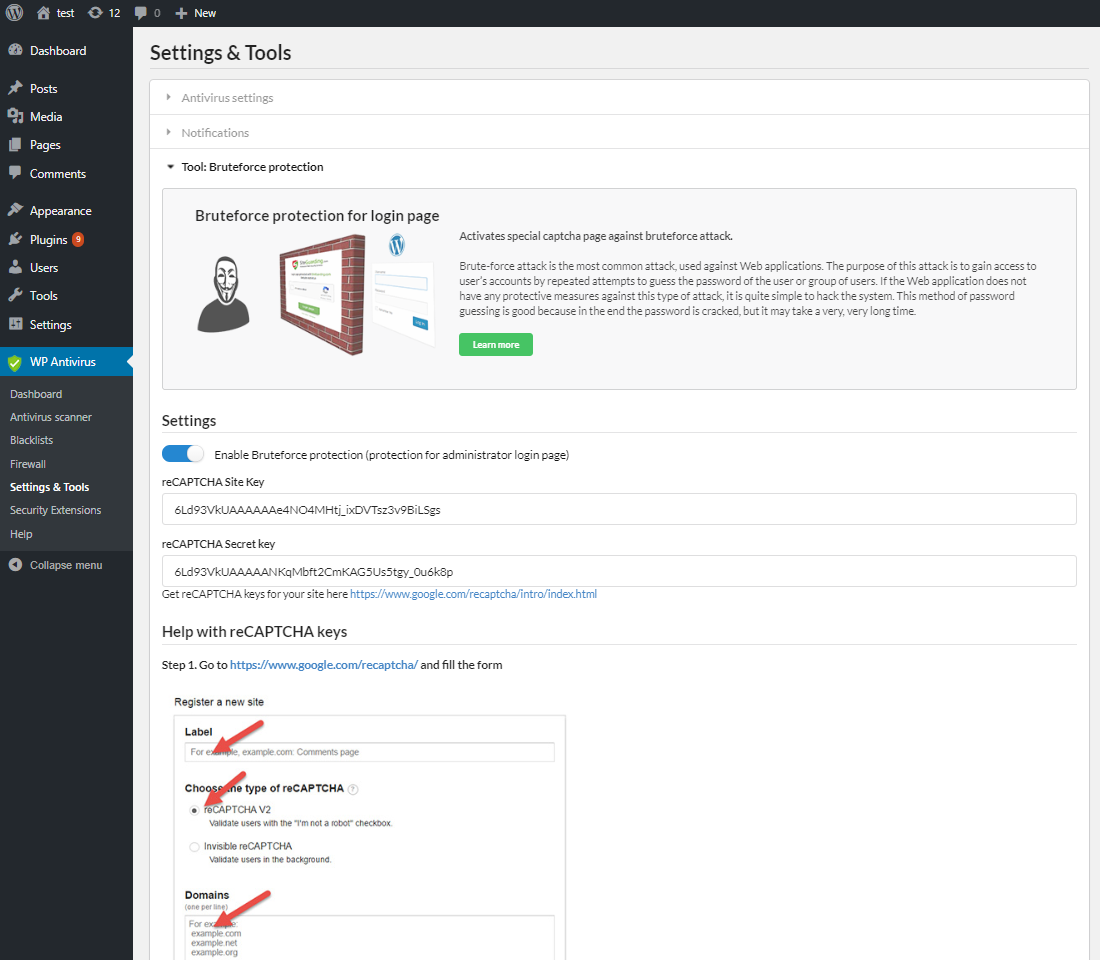 test 12 0 New
Dashboard
Posts
Media
Pages
Comments
Appearance
Plugins 9
Users
Tools
Settings
WP Antivirus
Dashboard
Antivirus scanner
Blacklists
Firewall
Settings & Tools
Security Extensions
Help
Collapse menu
Settings & Tools
Antivirus settings
Notifications
Tool: Bruteforce protection
Bruteforce protection for login page
Activates special captcha page against bruteforce attack.
Brute-force attack is the most common attack, used against Web applications. The purpose of this attack is to gain access to
user's accounts by repeated attempts to guess the password of the user or group of users. If the Web application does not
have any protective measures against this type of attack, it is quite simple to hack the system. This method of password
guessing is good because in the end the password is cracked, but it may take a very, very long time.
Learn more
Settings
Enable Bruteforce protection (protection for administrator login page)
reCAPTCHA Site Key
6Ld93VkUAAAAAAe4NO4MHtj_ixDVTsz3v9BiLSgs
reCAPTCHA Secret key
6Ld93VkUAAAAANKqMbft2CmKAG5Us5tgy_0u6k8p
Get reCAPTCHA keys for your site here https://www.google.com/recaptcha/intro/index.html
Help with reCAPTCHA keys
Step 1. Go to https://www.google.com/recaptcha/ and fill the form
Register a new site
Label
For example, example.com: Comments page
Choose the type of reCAPTCHA ?
reCAPTCHA V2
Validate users with the "I'm not a robot" checkbox.
Invisible reCAPTCHA
Validate users in the background.
Domains
(one per line)
For example:
example.com
example.net
example.org